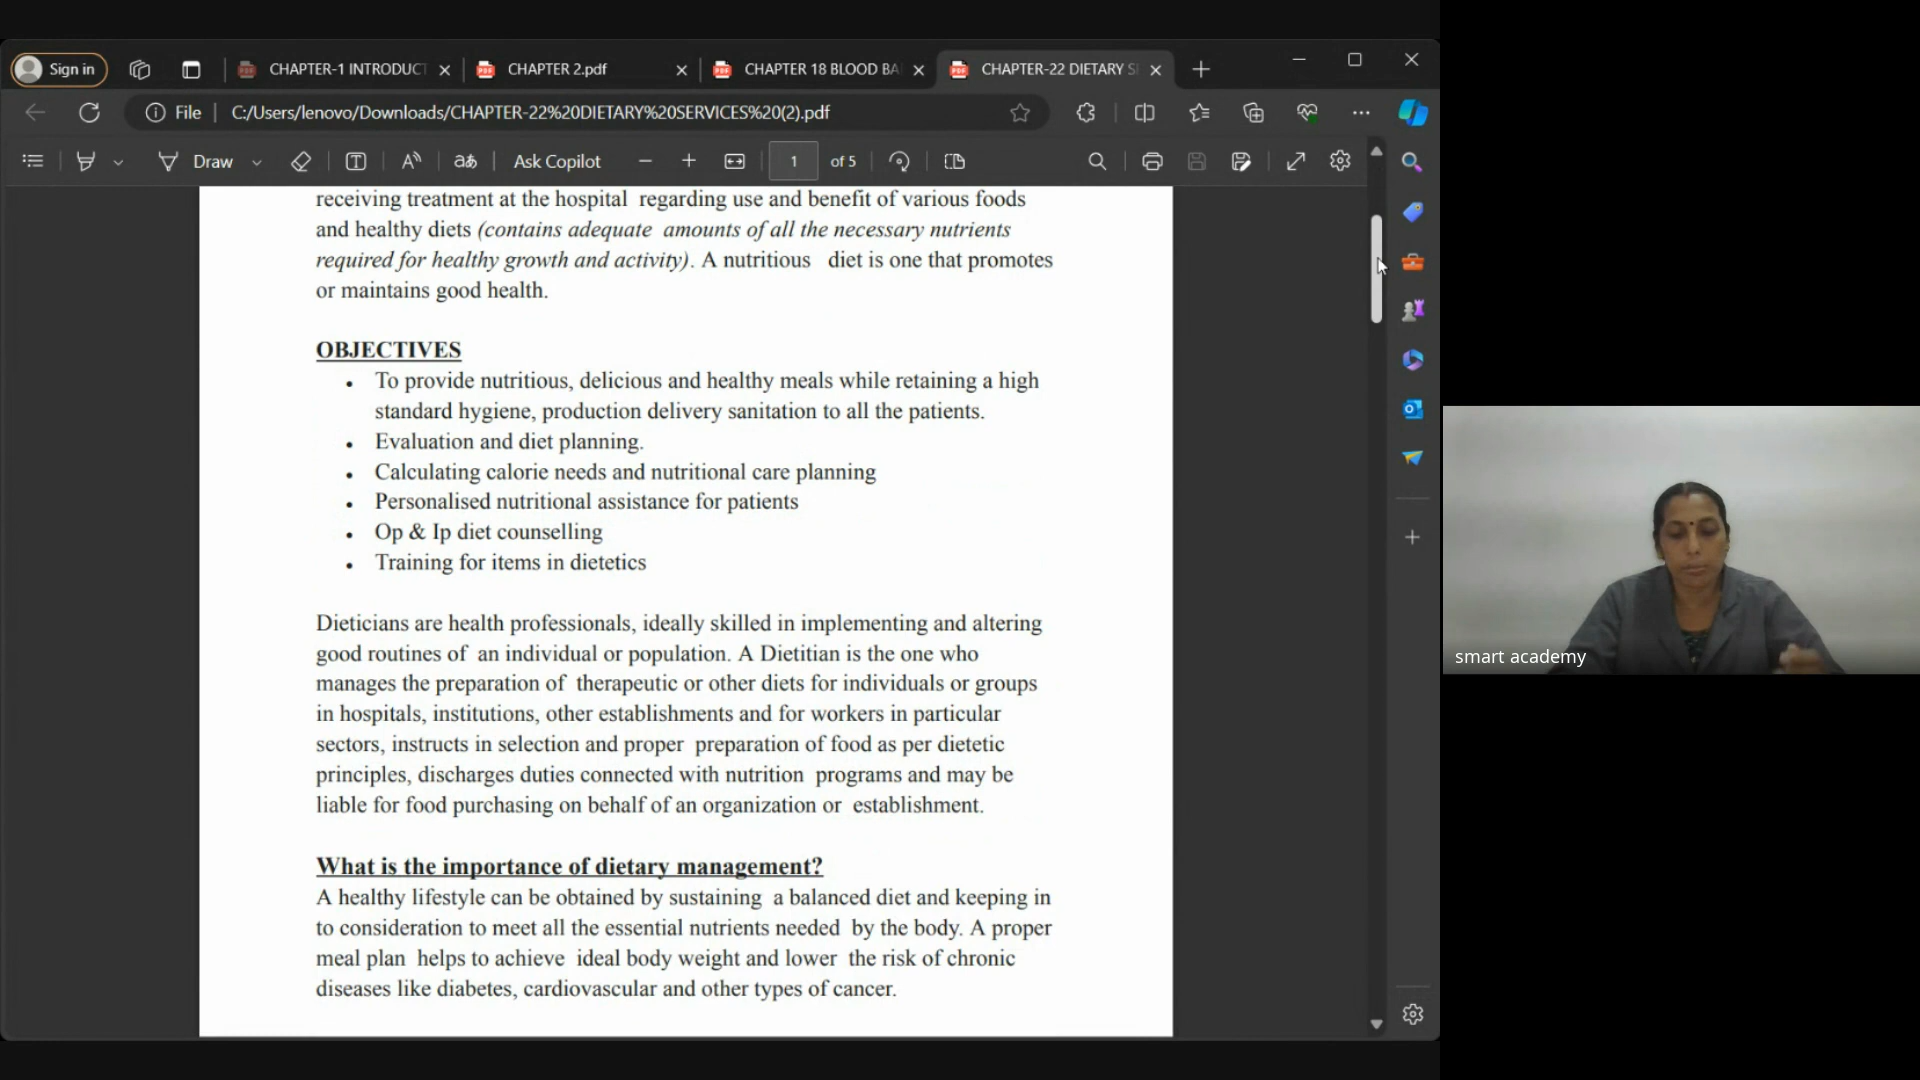 Sign in
CHAPTER-1 INTRODUCT
CHAPTER 2.pdf
CHAPTER 18 BLOOD BA
CHAPTER-22 DIETARY S
File
C:/Users/lenovo/Downloads/CHAPTER-22%20DIETARY%20SERVICES%20(2).pdf
Draw
Ask Copilot
1 of 5
receiving treatment at the hospital regarding use and benefit of various foods
and healthy diets (contains adequate amounts of all the necessary nutrients
required for healthy growth and activity). A nutritious diet is one that promotes
or maintains good health.
OBJECTIVES
• To provide nutritious, delicious and healthy meals while retaining a high
standard hygiene, production delivery sanitation to all the patients.
• Evaluation and diet planning.
• Calculating calorie needs and nutritional care planning
• Personalised nutritional assistance for patients
• Op & Ip diet counselling
• Training for items in dietetics
Dieticians are health professionals, ideally skilled in implementing and altering
good routines of an individual or population. A Dietitian is the one who
manages the preparation of therapeutic or other diets for individuals or groups
in hospitals, institutions, other establishments and for workers in particular
sectors, instructs in selection and proper preparation of food as per dietetic
principles, discharges duties connected with nutrition programs and may be
liable for food purchasing on behalf of an organization or establishment.
What is the importance of dietary management?
A healthy lifestyle can be obtained by sustaining a balanced diet and keeping in
to consideration to meet all the essential nutrients needed by the body. A proper
meal plan helps to achieve ideal body weight and lower the risk of chronic
diseases like diabetes, cardiovascular and other types of cancer.
smart academy